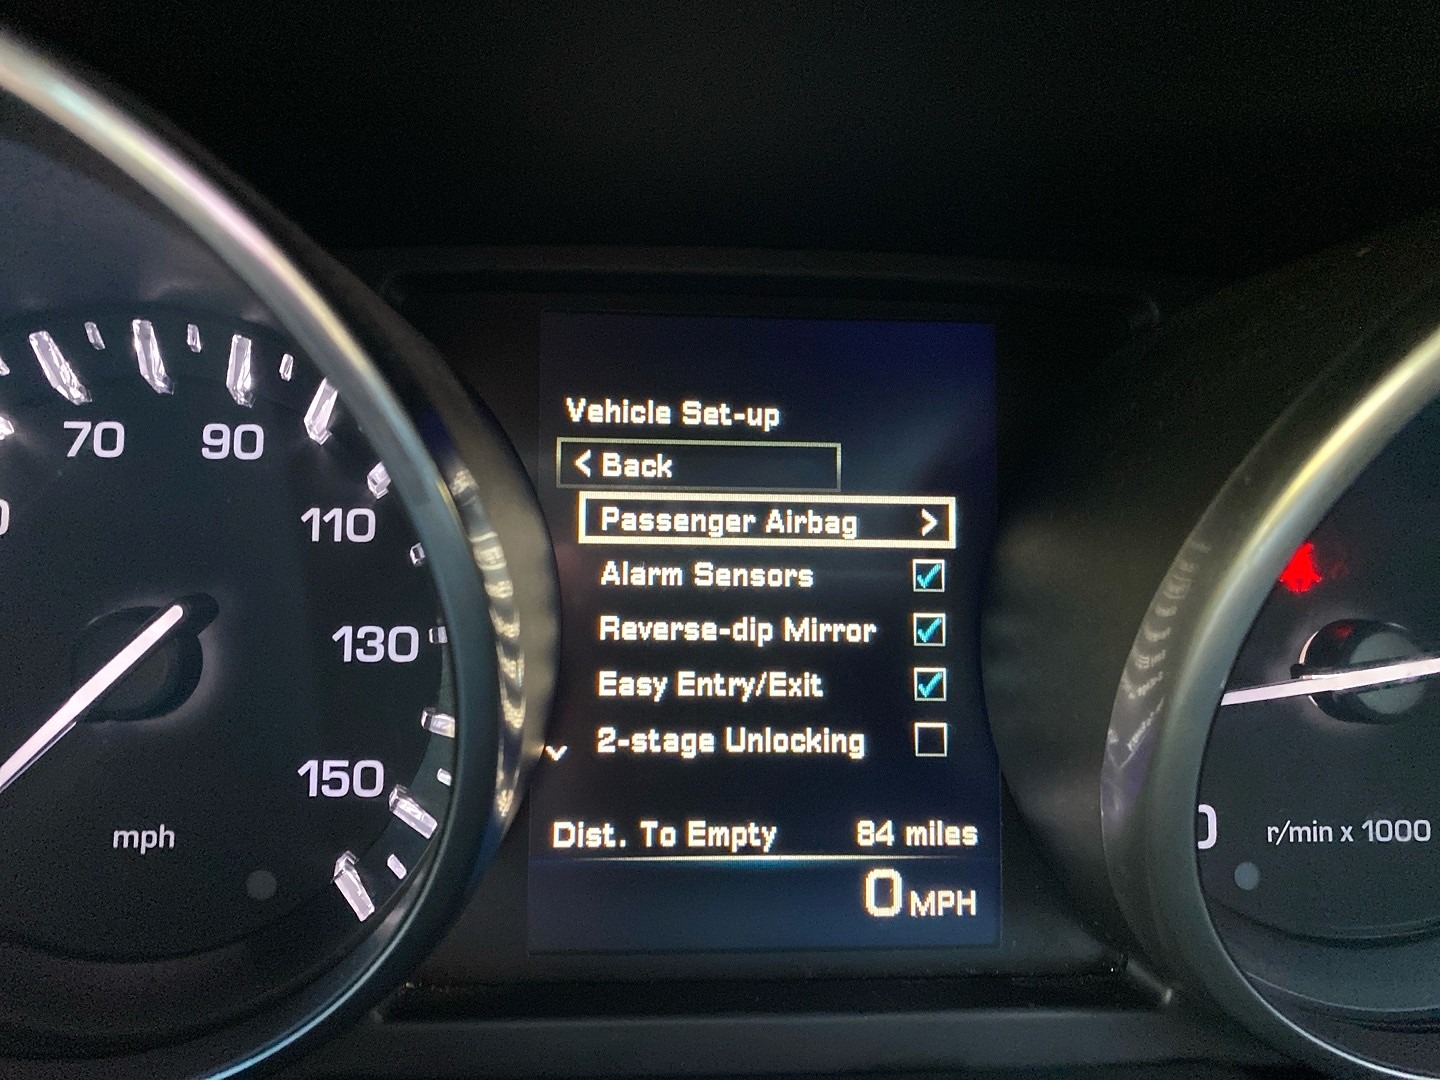 Vehicle Set-up
< Back
Passenger Airbag >
Alarm Sensors
Reverse-dip Mirror
Easy Entry/Exit
2-stage Unlocking
Dist. To Empty 84 miles
0 MPH
70
90
110
130
150
mph
0
r/min x 1000